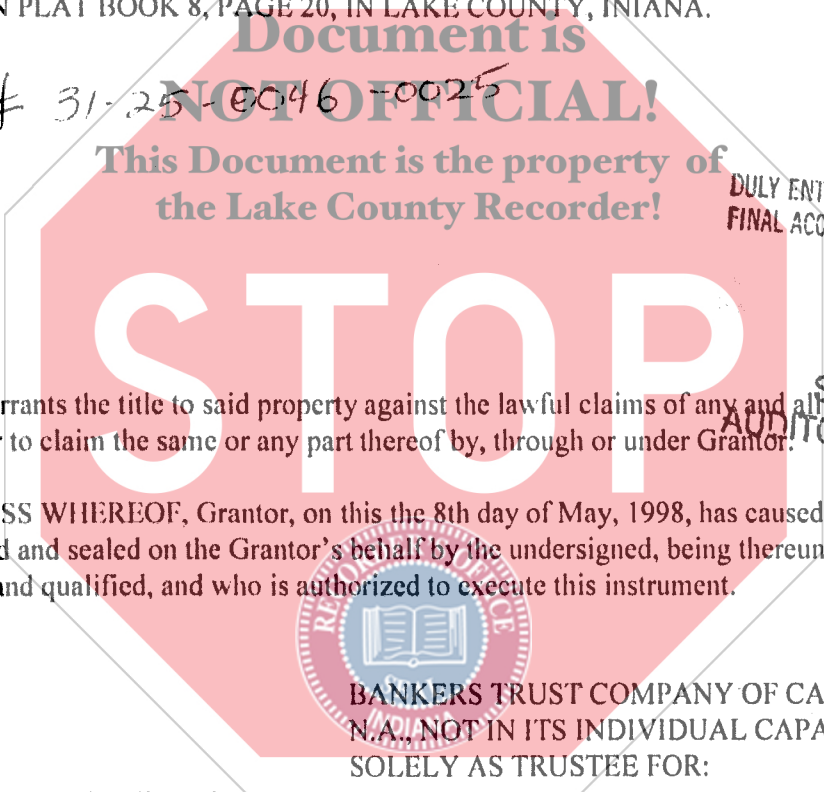 N PLAT BOOK 8, PAGE 20, IN LAKE COUNTY, INIANA.
Document is
# 31-25-0046-0025
NOT OFFICIAL!
This Document is the property of
the Lake County Recorder!
DULY ENT
FINAL ACC
STOP
rrants the title to said property against the lawful claims of any and all
to claim the same or any part thereof by, through or under Grantor.
AUDITO
SS WHEREOF, Grantor, on this the 8th day of May, 1998, has caused
d and sealed on the Grantor's behalf by the undersigned, being thereun
and qualified, and who is authorized to execute this instrument.
RECORDER'S OFFICE
SEAL
INDIANA
BANKERS TRUST COMPANY OF CA
N.A., NOT IN ITS INDIVIDUAL CAPA
SOLELY AS TRUSTEE FOR: